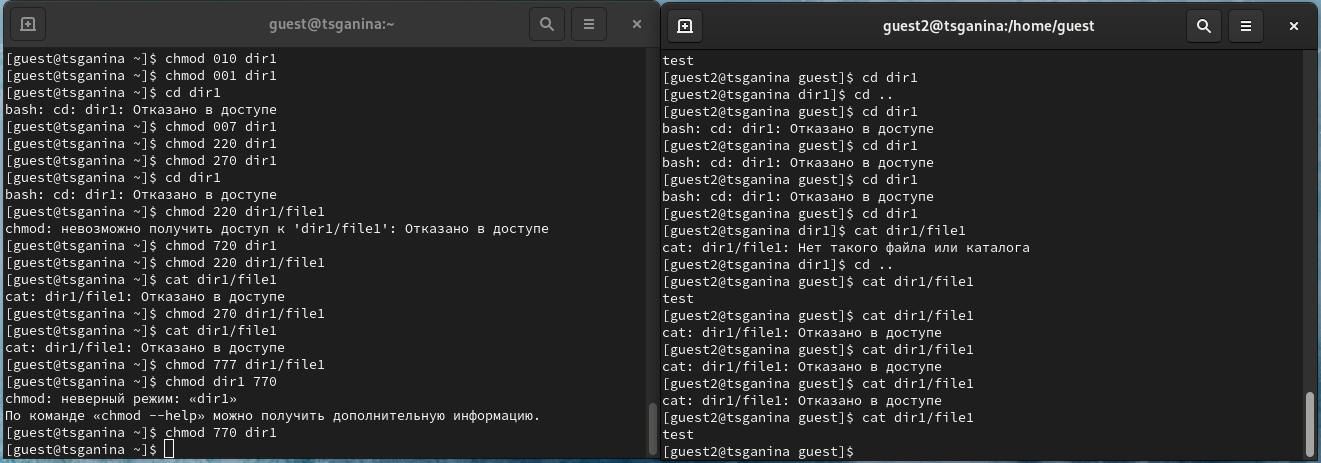 guest@tsganina:~
[guest@tsganina ~]$ chmod 010 dir1
[guest@tsganina ~]$ chmod 001 dir1
[guest@tsganina ~]$ cd dir1
bash: cd: dir1: Отказано в доступе
[guest@tsganina ~]$ chmod 007 dir1
[guest@tsganina ~]$ chmod 220 dir1
[guest@tsganina ~]$ chmod 270 dir1
[guest@tsganina ~]$ cd dir1
bash: cd: dir1: Отказано в доступе
[guest@tsganina ~]$ chmod 220 dir1/file1
chmod: невозможно получить доступ к 'dir1/file1': Отказано в доступе
[guest@tsganina ~]$ chmod 720 dir1
[guest@tsganina ~]$ chmod 220 dir1/file1
[guest@tsganina ~]$ cat dir1/file1
cat: dir1/file1: Отказано в доступе
[guest@tsganina ~]$ chmod 270 dir1/file1
[guest@tsganina ~]$ cat dir1/file1
cat: dir1/file1: Отказано в доступе
[guest@tsganina ~]$ chmod 777 dir1/file1
[guest@tsganina ~]$ chmod dir1 770
chmod: неверный режим: «dir1»
По команде «chmod --help» можно получить дополнительную информацию.
[guest@tsganina ~]$ chmod 770 dir1
[guest@tsganina ~]$
guest2@tsganina:/home/guest
test
[guest2@tsganina guest]$ cd dir1
[guest2@tsganina dir1]$ cd ..
[guest2@tsganina guest]$ cd dir1
bash: cd: dir1: Отказано в доступе
[guest2@tsganina guest]$ cd dir1
bash: cd: dir1: Отказано в доступе
[guest2@tsganina guest]$ cd dir1
bash: cd: dir1: Отказано в доступе
[guest2@tsganina guest]$ cd dir1
[guest2@tsganina dir1]$ cat dir1/file1
cat: dir1/file1: Нет такого файла или каталога
[guest2@tsganina dir1]$ cd ..
[guest2@tsganina guest]$ cat dir1/file1
test
[guest2@tsganina guest]$ cat dir1/file1
cat: dir1/file1: Отказано в доступе
[guest2@tsganina guest]$ cat dir1/file1
cat: dir1/file1: Отказано в доступе
[guest2@tsganina guest]$ cat dir1/file1
cat: dir1/file1: Отказано в доступе
[guest2@tsganina guest]$ cat dir1/file1
test
[guest2@tsganina guest]$